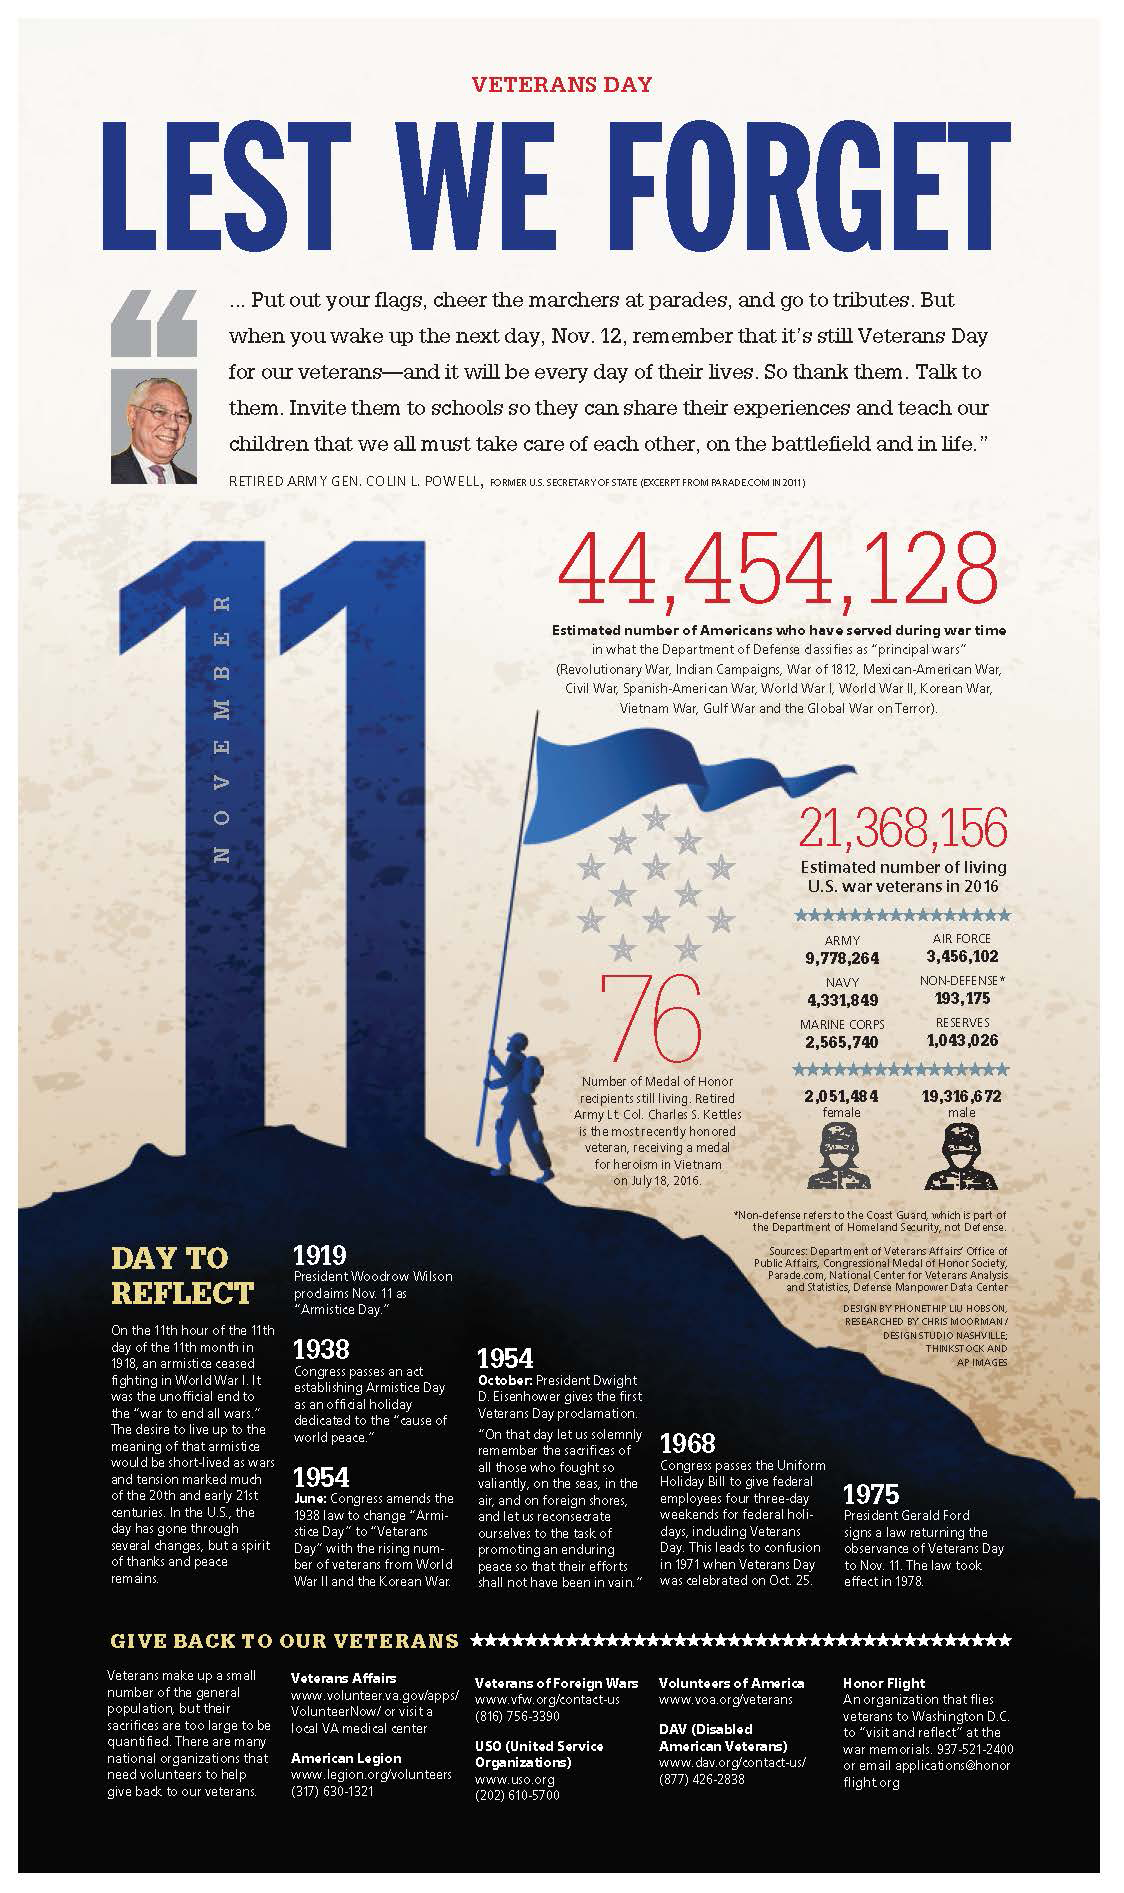 VETERANS DAY
LEST WE FORGET
“
... Put out your flags, cheer the marchers at parades, and go to tributes. But
when you wake up the next day, Nov. 12, remember that it’s still Veterans Day
for our veterans—and it will be every day of their lives. So thank them. Talk to
them. Invite them to schools so they can share their experiences and teach our
children that we all must take care of each other, on the battlefield and in life.”
RETIRED ARMY GEN. COLIN L. POWELL, FORMER U.S. SECRETARY OF STATE (EXCERPT FROM PARADE.COM IN 2011)
11
NOVEMBER
44,454,128
Estimated number of Americans who have served during war time
in what the Department of Defense classifies as “principal wars”
(Revolutionary War, Indian Campaigns, War of 1812, Mexican-American War,
Civil War, Spanish-American War, World War I, World War II, Korean War,
Vietnam War, Gulf War and the Global War on Terror).
76
Number of Medal of Honor
recipients still living. Retired
Army Lt. Col. Charles S. Kettles
is the most recently honored
veteran, receiving a medal
for heroism in Vietnam
on July 18, 2016.
21,368,156
Estimated number of living
U.S. war veterans in 2016
ARMY
9,778,264
AIR FORCE
3,456,102
NAVY
4,331,849
NON-DEFENSE*
193,175
MARINE CORPS
2,565,740
RESERVES
1,043,026
2,051,484
female
19,316,672
male
*Non-defense refers to the Coast Guard, which is part of
the Department of Homeland Security, not Defense.
Sources: Department of Veterans Affairs’ Office of
Public Affairs, Congressional Medal of Honor Society,
Parade.com, National Center for Veterans Analysis
and Statistics, Defense Manpower Data Center
DESIGN BY PHONETHIP LIU HOBSON,
RESEARCHED BY CHRIS MOORMAN /
DESIGN STUDIO NASHVILLE;
THINKSTOCK AND
AP IMAGES
DAY TO
REFLECT
On the 11th hour of the 11th
day of the 11th month in
1918, an armistice ceased
fighting in World War I. It
was the unofficial end to
the “war to end all wars.”
The desire to live up to the
meaning of that armistice
would be short-lived as wars
and tension marked much
of the 20th and early 21st
centuries. In the U.S., the
day has gone through
several changes, but a spirit
of thanks and peace
remains.
1919
President Woodrow Wilson
proclaims Nov. 11 as
“Armistice Day.”
1938
Congress passes an act
establishing Armistice Day
as an official holiday
dedicated to the “cause of
world peace.”
1954
June: Congress amends the
1938 law to change “Armi-
stice Day” to “Veterans
Day” with the rising num-
ber of veterans from World
War II and the Korean War.
1954
October: President Dwight
D. Eisenhower gives the first
Veterans Day proclamation.
“On that day let us solemnly
remember the sacrifices of
all those who fought so
valiantly, on the seas, in the
air, and on foreign shores,
and let us reconsecrate
ourselves to the task of
promoting an enduring
peace so that their efforts
shall not have been in vain.”
1968
Congress passes the Uniform
Holiday Bill to give federal
employees four three-day
weekends for federal holi-
days, including Veterans
Day. This leads to confusion
in 1971 when Veterans Day
was celebrated on Oct. 25.
1975
President Gerald Ford
signs a law returning the
observance of Veterans Day
to Nov. 11. The law took
effect in 1978.
GIVE BACK TO OUR VETERANS
Veterans make up a small
number of the general
population, but their
sacrifices are too large to be
quantified. There are many
national organizations that
need volunteers to help
give back to our veterans.
Veterans Affairs
www.volunteer.va.gov/apps/
VolunteerNow/ or visit a
local VA medical center
American Legion
www.legion.org/volunteers
(317) 630-1321
Veterans of Foreign Wars
www.vfw.org/contact-us
(816) 756-3390
USO (United Service
Organizations)
www.uso.org
(202) 610-5700
Volunteers of America
www.voa.org/veterans
DAV (Disabled
American Veterans)
www.dav.org/contact-us/
(877) 426-2838
Honor Flight
An organization that flies
veterans to Washington D.C.
to “visit and reflect” at the
war memorials. 937-521-2400
or email applications@honor
flight.org